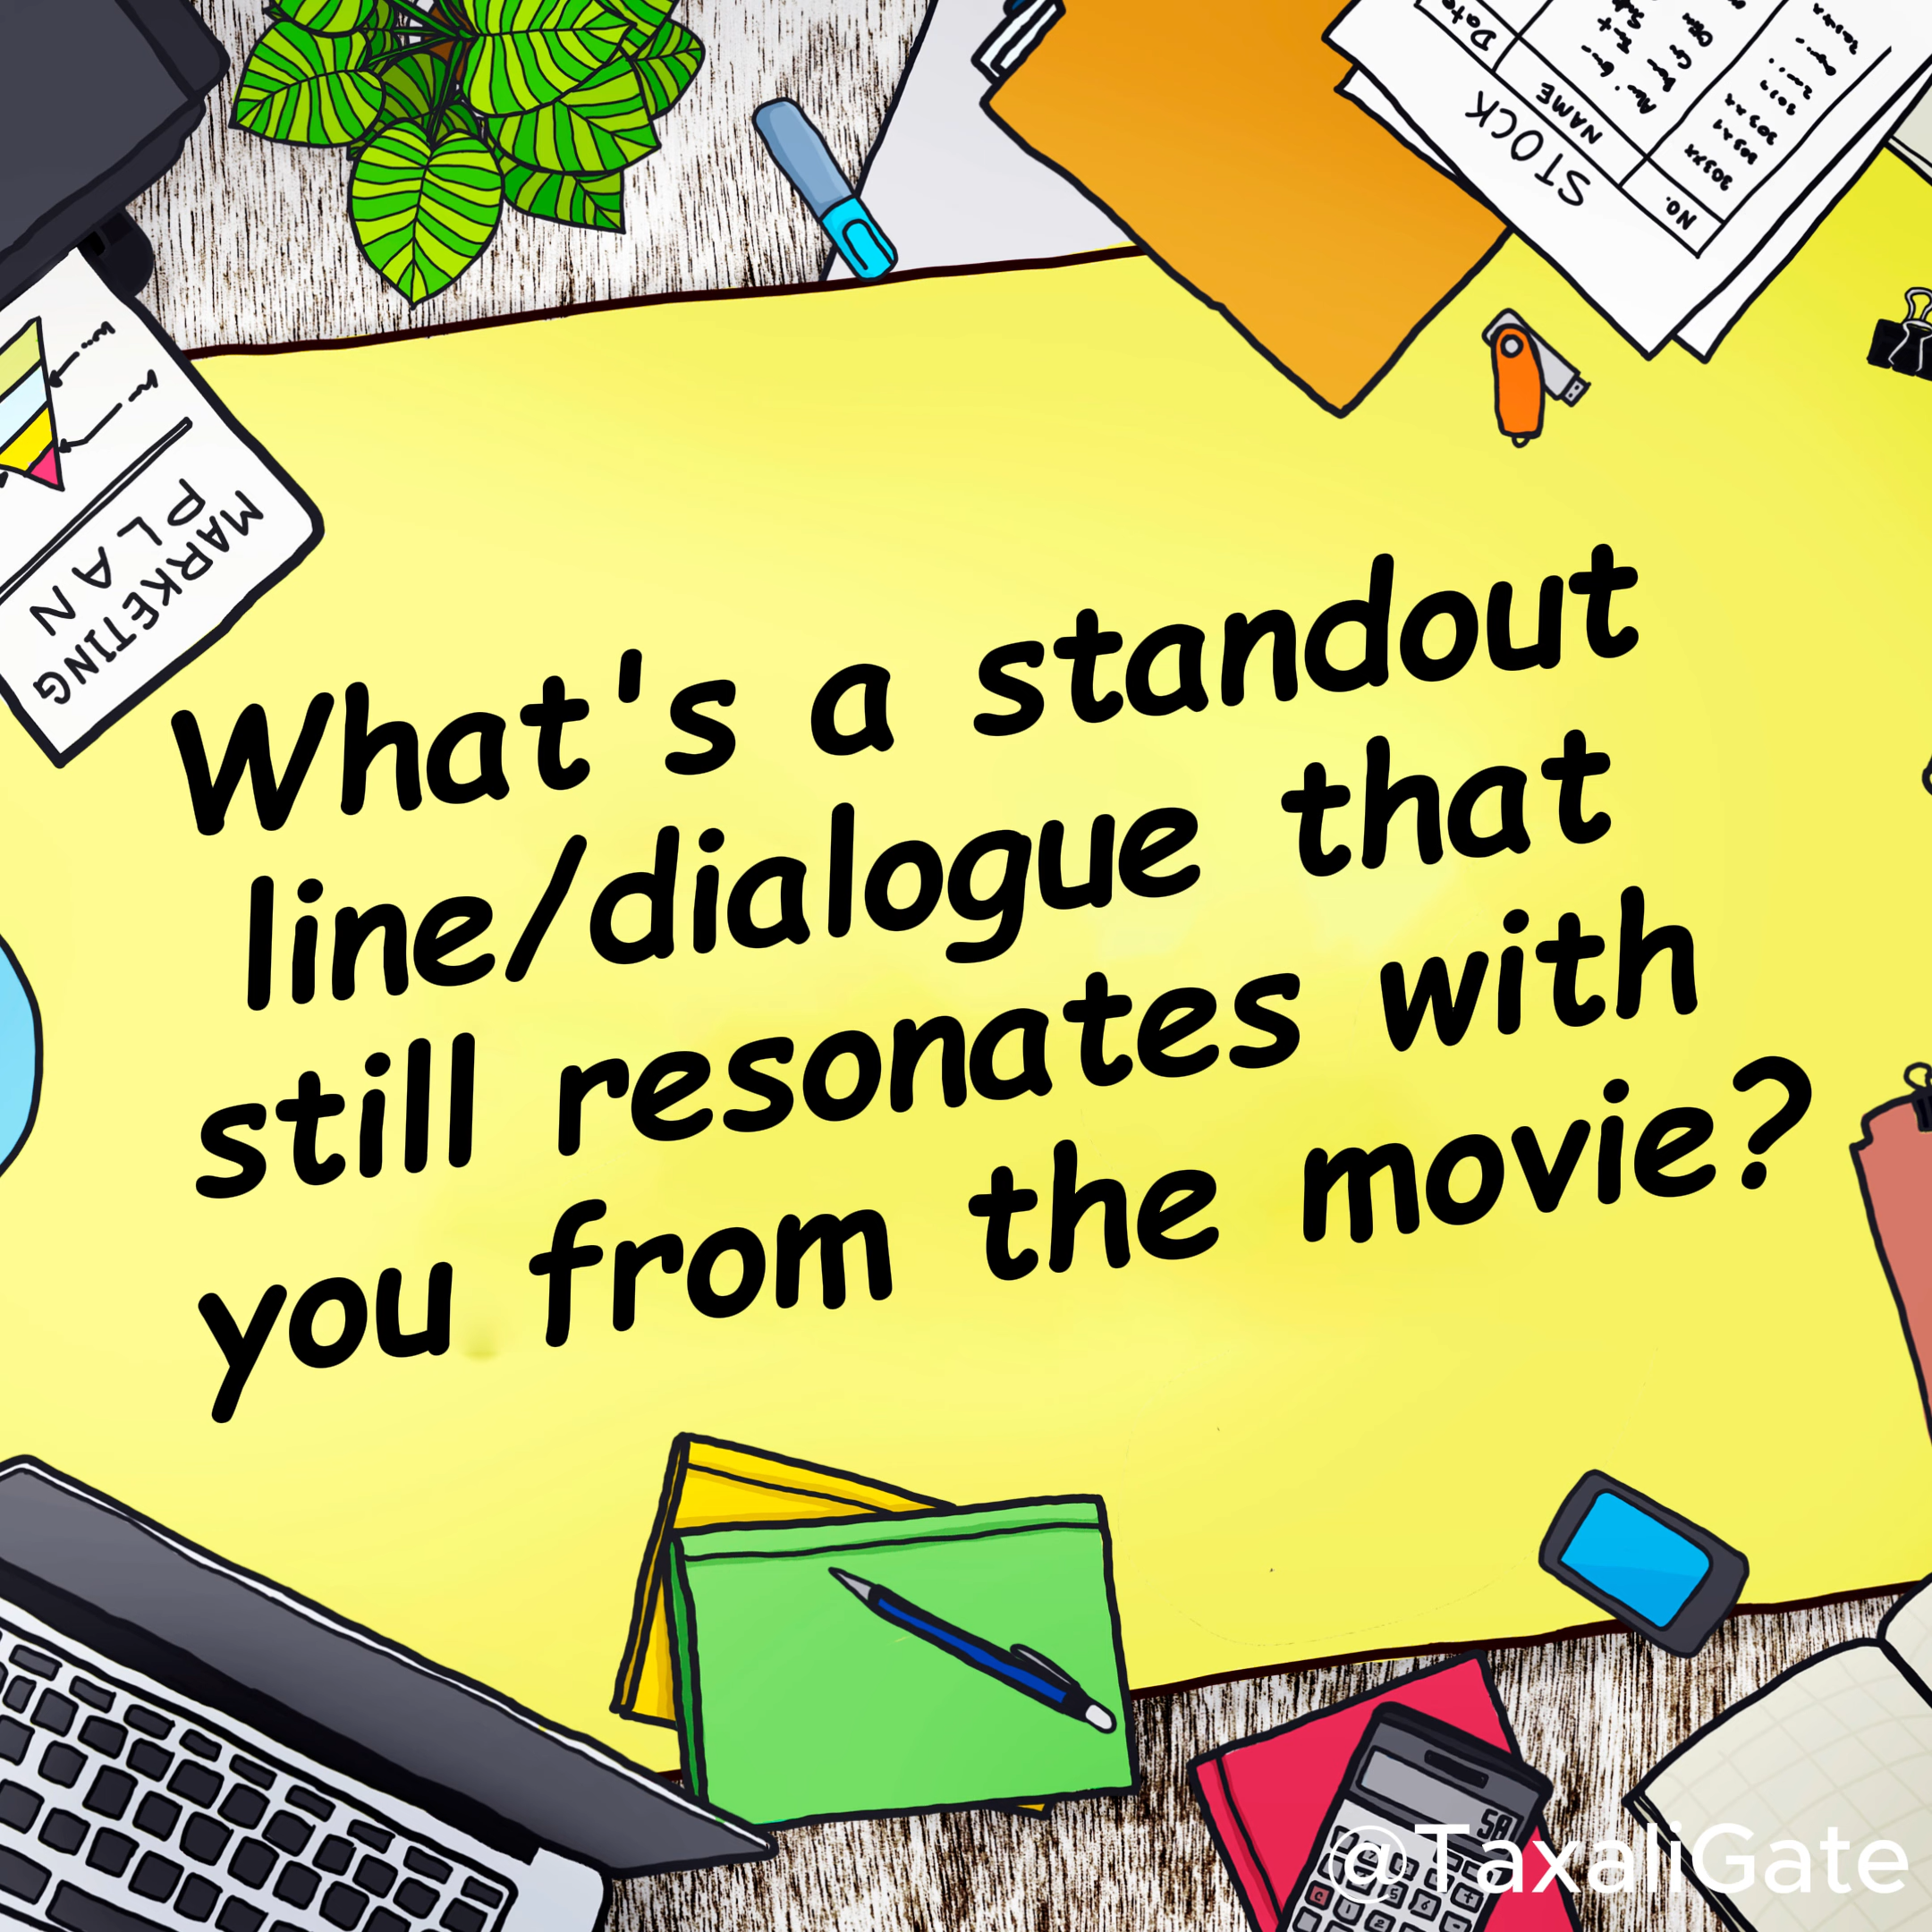 What's a standout
line/dialogue that
still resonates with
you from the movie?
MARKETING
PLAN
STOCK
No.
NAME
Date
@TaxaliGate